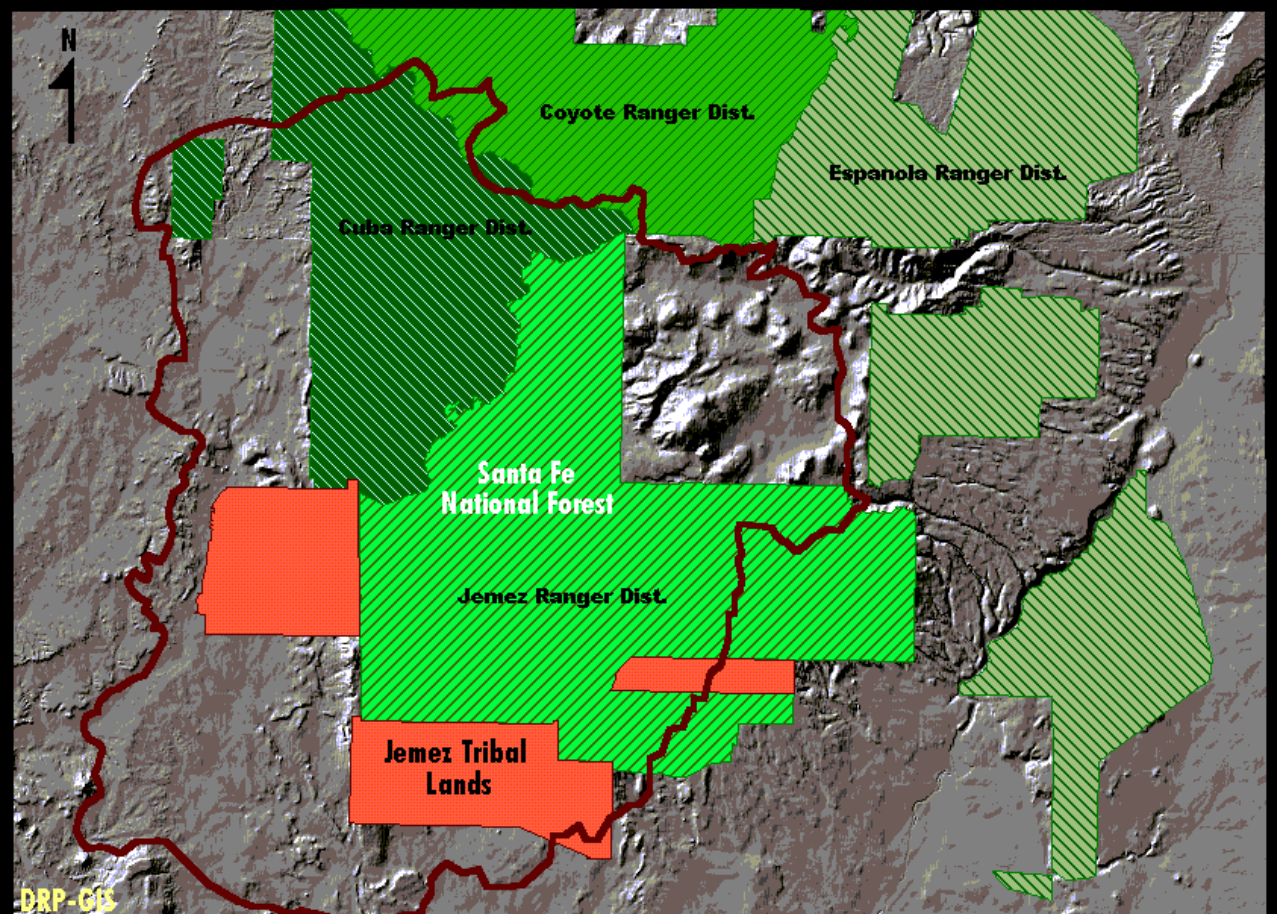 N
Coyote Ranger Dist.
Espanola Ranger Dist.
Cuba Ranger Dist.
Santa Fe
National Forest
Jemez Ranger Dist.
Jemez Tribal
Lands
DRP-GIS